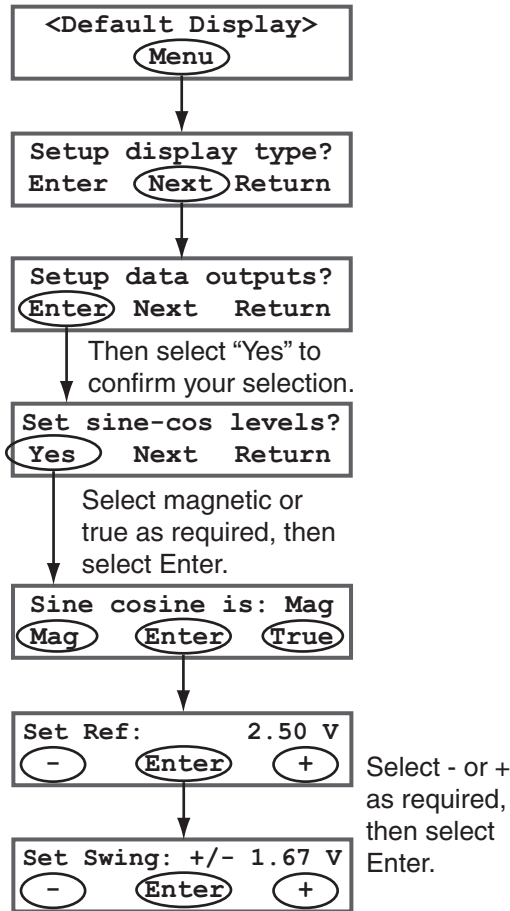 <Default Display>
Menu
Setup display type?
Enter Next Return
Setup data outputs?
Enter Next Return
Then select “Yes” to
confirm your selection.
Set sine-cos levels?
Yes Next Return
Select magnetic or
true as required, then
select Enter.
Sine cosine is: Mag
Mag Enter True
Set Ref: 2.50 V
- Enter +
Select - or +
as required,
then select
Enter.
Set Swing: +/- 1.67 V
- Enter +